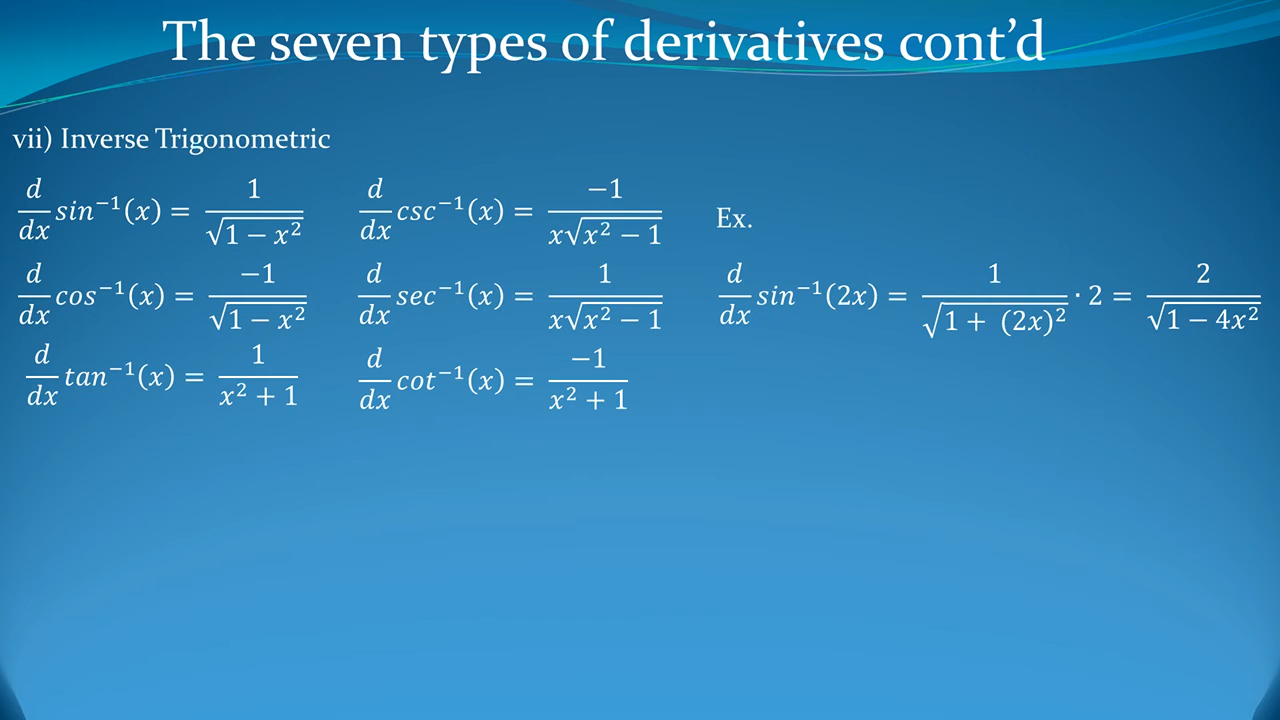 The seven types of derivatives cont’d
vii) Inverse Trigonometric
d/dx sin⁻¹(x) = 1/√(1 − x²)
d/dx cos⁻¹(x) = −1/√(1 − x²)
d/dx tan⁻¹(x) = 1/(x² + 1)
d/dx csc⁻¹(x) = −1/(x√(x² − 1))
d/dx sec⁻¹(x) = 1/(x√(x² − 1))
d/dx cot⁻¹(x) = −1/(x² + 1)
Ex.
d/dx sin⁻¹(2x) = 1/√(1 + (2x)²) · 2 = 2/√(1 − 4x²)